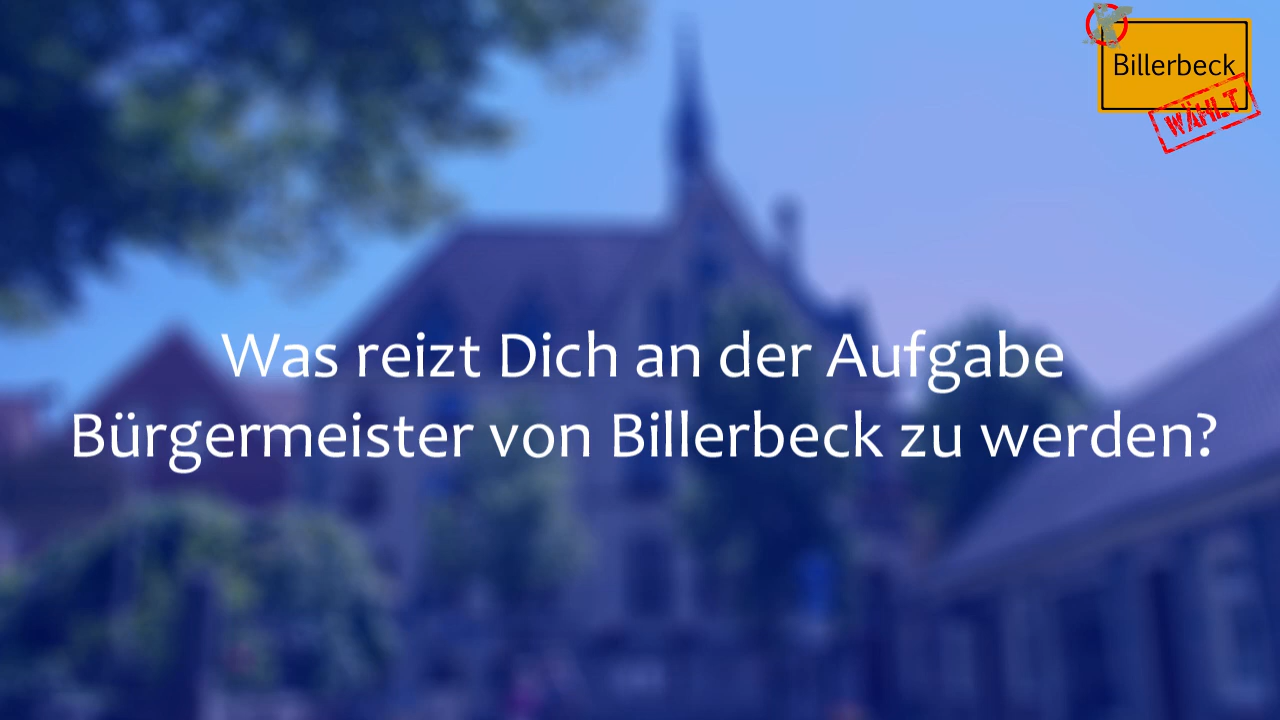 Billerbeck
WÄHLT
Was reizt Dich an der Aufgabe
Bürgermeister von Billerbeck zu werden?